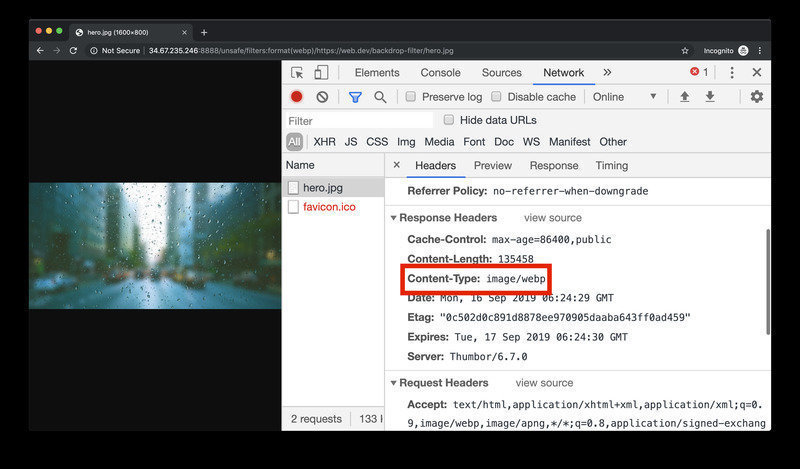 hero.jpg (1600×800)
Not Secure | 34.67.235.246:8888/unsafe/filters:format(webp)/https://web.dev/backdrop-filter/hero.jpg
Incognito
Elements Console Sources Network » 1
Preserve log Disable cache Online
Filter Hide data URLs
All XHR JS CSS Img Media Font Doc WS Manifest Other
Name
hero.jpg
favicon.ico
2 requests 133
× Headers Preview Response Timing
Referrer Policy: no-referrer-when-downgrade
Response Headers view source
Cache-Control: max-age=86400,public
Content-Length: 135458
Content-Type: image/webp
Date: Mon, 16 Sep 2019 06:24:29 GMT
Etag: "0c502d0c891d8878ee970905daaba643ff0ad459"
Expires: Tue, 17 Sep 2019 06:24:30 GMT
Server: Thumbor/6.7.0
Request Headers view source
Accept: text/html,application/xhtml+xml,application/xml;q=0.
9,image/webp,image/apng,*/*;q=0.8,application/signed-exchang